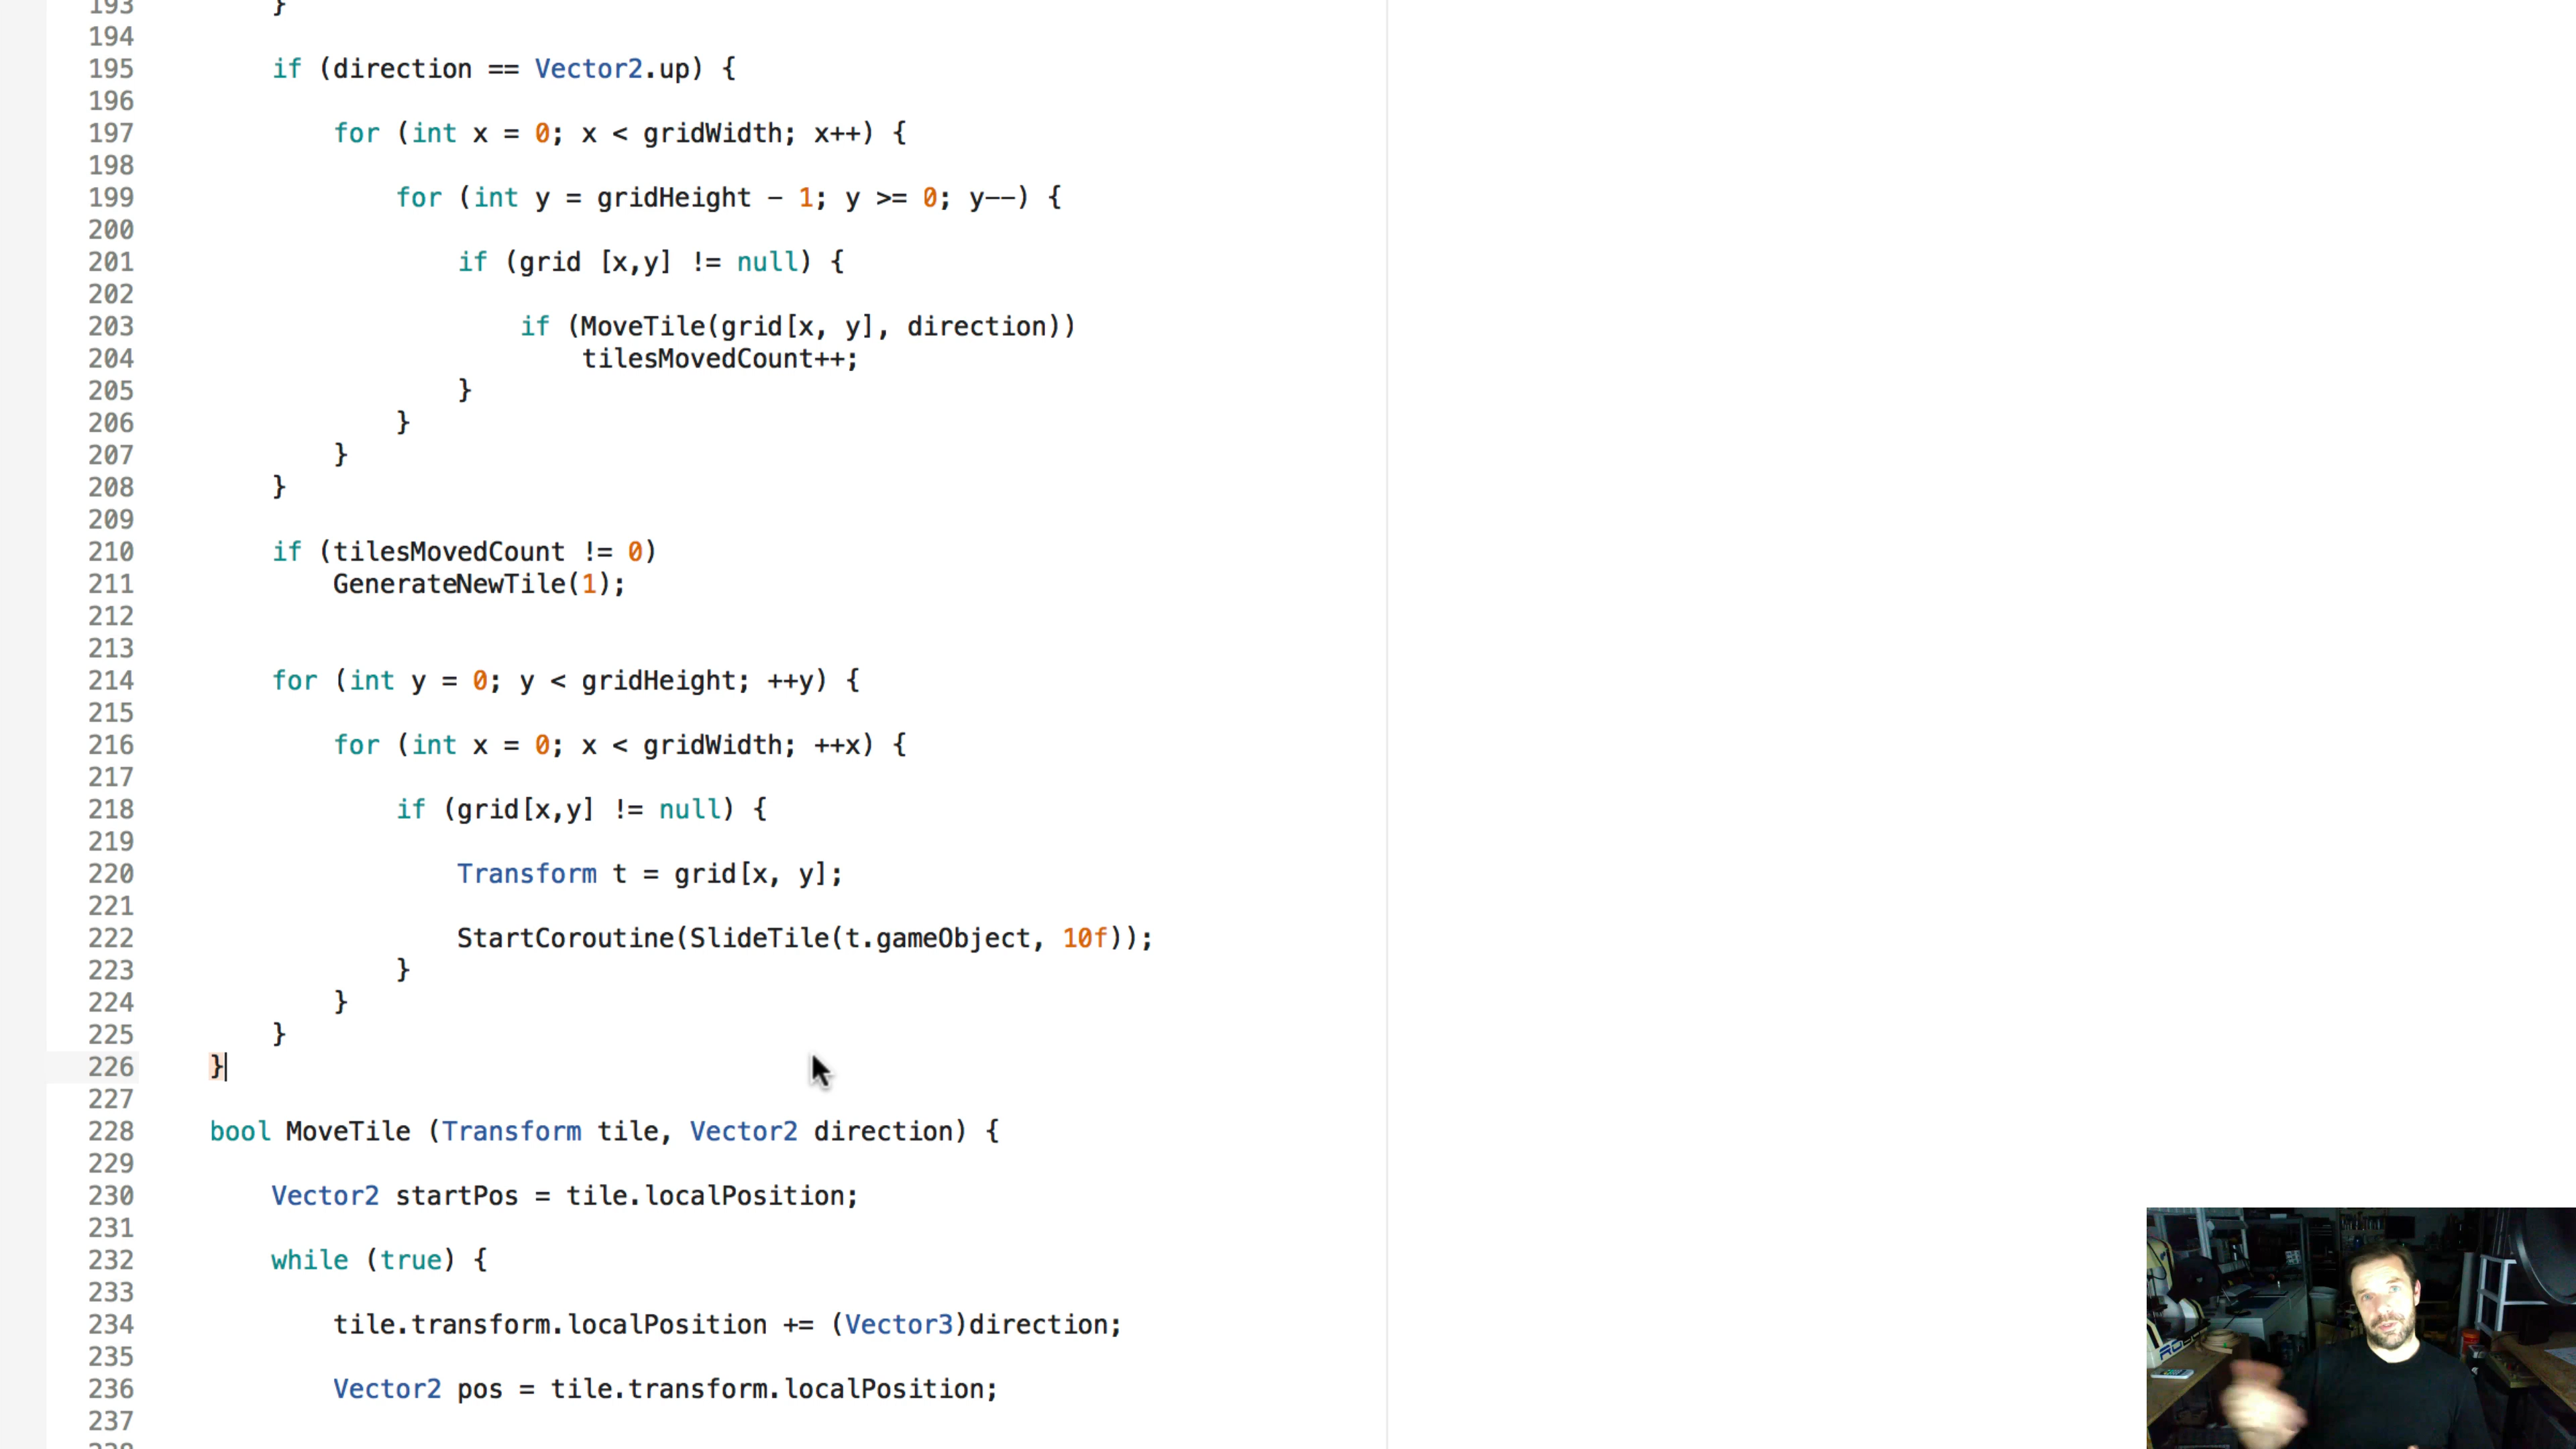 193 }
194
195 if (direction == Vector2.up) {
196
197 for (int x = 0; x < gridWidth; x++) {
198
199 for (int y = gridHeight - 1; y >= 0; y--) {
200
201 if (grid [x,y] != null) {
202
203 if (MoveTile(grid[x, y], direction))
204 tilesMovedCount++;
205 }
206 }
207 }
208 }
209
210 if (tilesMovedCount != 0)
211 GenerateNewTile(1);
212
213
214 for (int y = 0; y < gridHeight; ++y) {
215
216 for (int x = 0; x < gridWidth; ++x) {
217
218 if (grid[x,y] != null) {
219
220 Transform t = grid[x, y];
221
222 StartCoroutine(SlideTile(t.gameObject, 10f));
223 }
224 }
225 }
226 }
227
228 bool MoveTile (Transform tile, Vector2 direction) {
229
230 Vector2 startPos = tile.localPosition;
231
232 while (true) {
233
234 tile.transform.localPosition += (Vector3)direction;
235
236 Vector2 pos = tile.transform.localPosition;
237